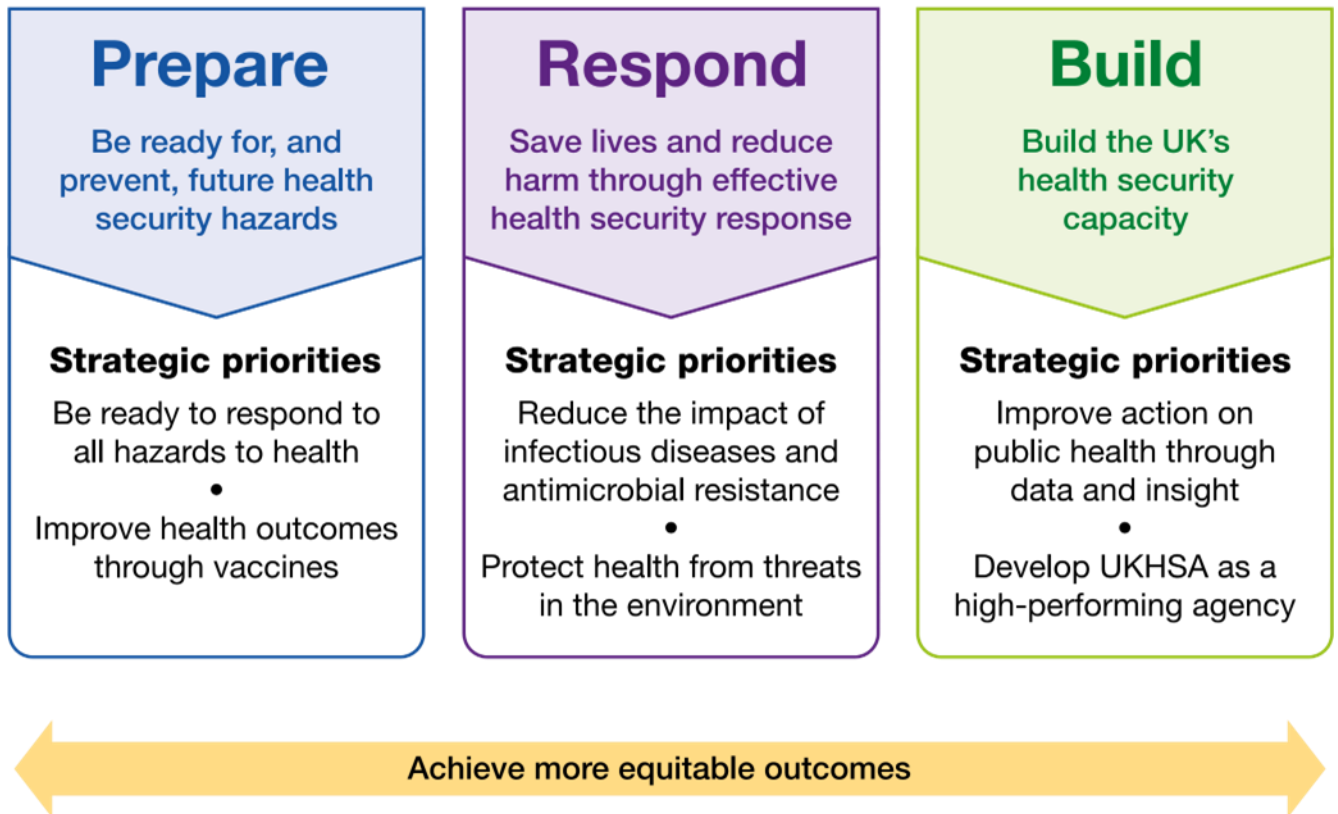 Prepare
Be ready for, and
prevent, future health
security hazards
Strategic priorities
Be ready to respond to
all hazards to health
•
Improve health outcomes
through vaccines
Respond
Save lives and reduce
harm through effective
health security response
Strategic priorities
Reduce the impact of
infectious diseases and
antimicrobial resistance
•
Protect health from threats
in the environment
Build
Build the UK’s
health security
capacity
Strategic priorities
Improve action on
public health through
data and insight
•
Develop UKHSA as a
high-performing agency
Achieve more equitable outcomes